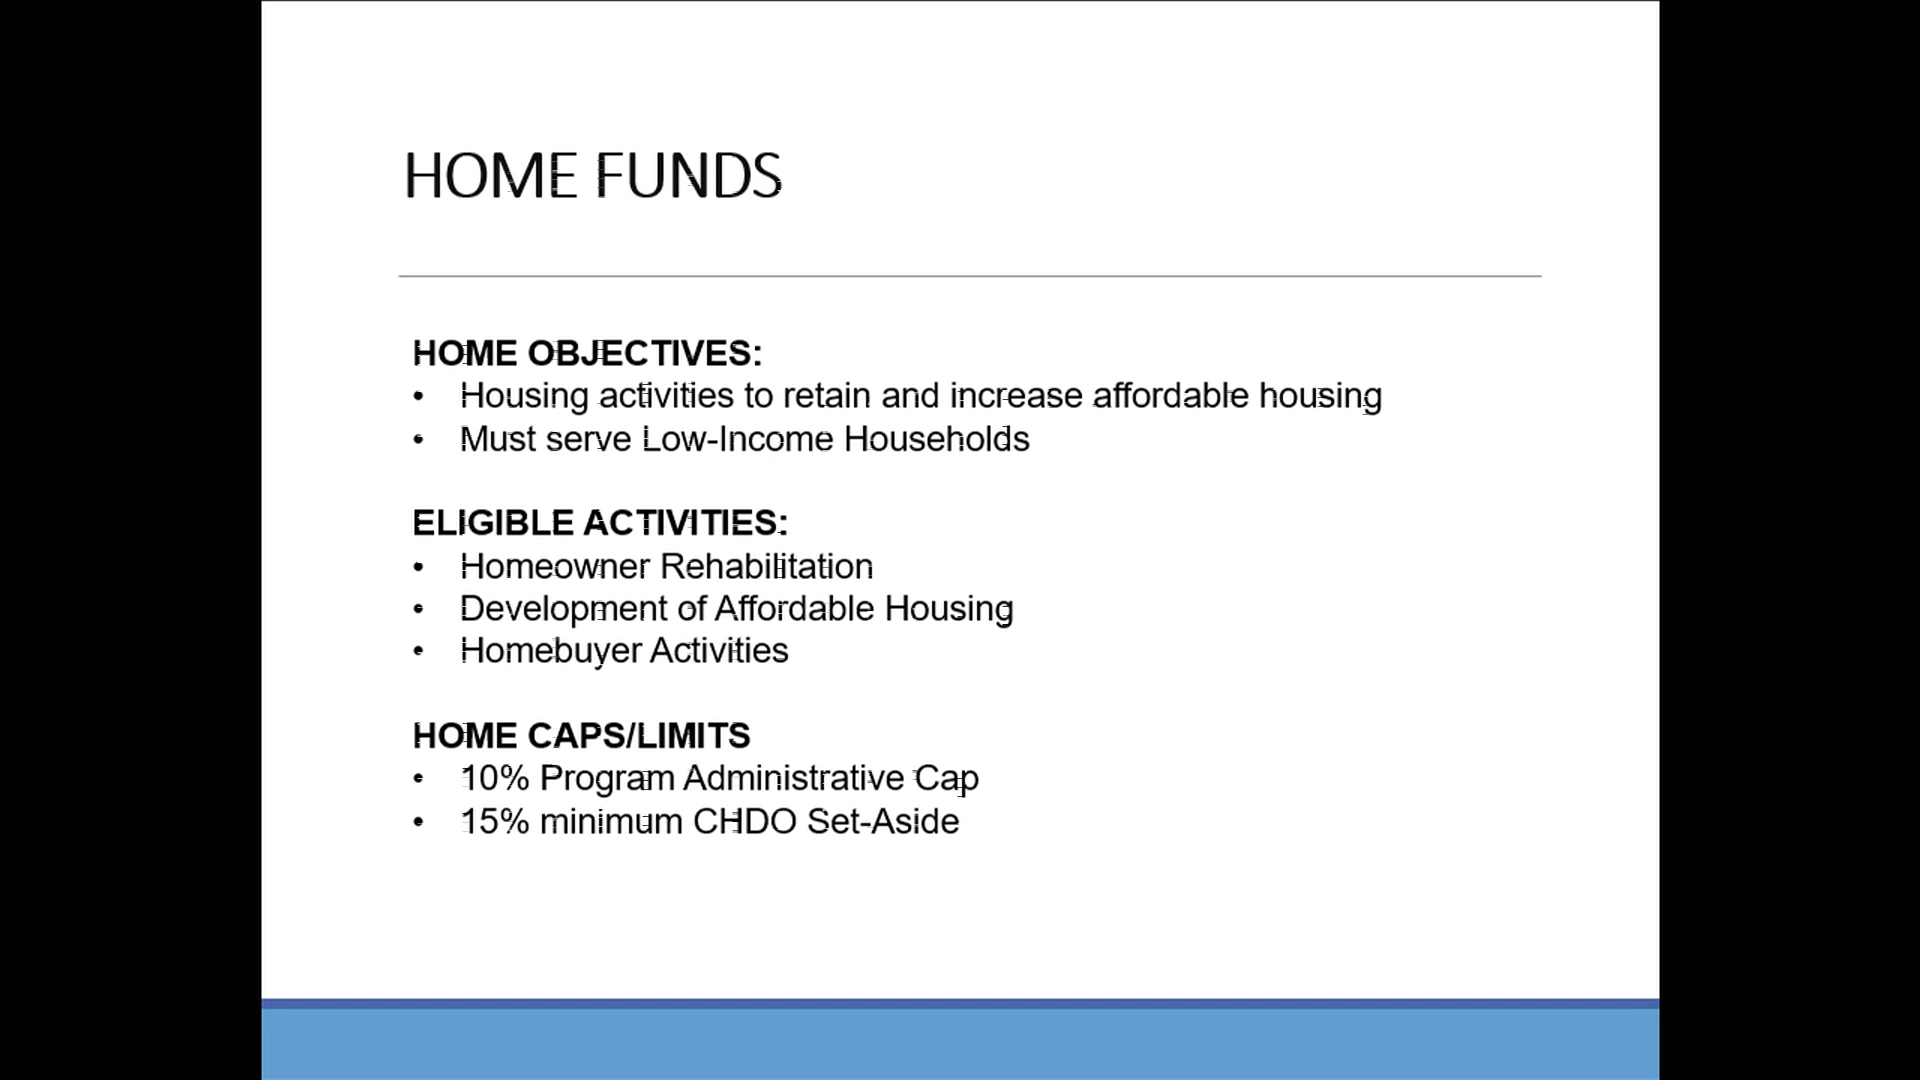 HOME FUNDS
HOME OBJECTIVES:
• Housing activities to retain and increase affordable housing
• Must serve Low-Income Households
ELIGIBLE ACTIVITIES:
• Homeowner Rehabilitation
• Development of Affordable Housing
• Homebuyer Activities
HOME CAPS/LIMITS
• 10% Program Administrative Cap
• 15% minimum CHDO Set-Aside